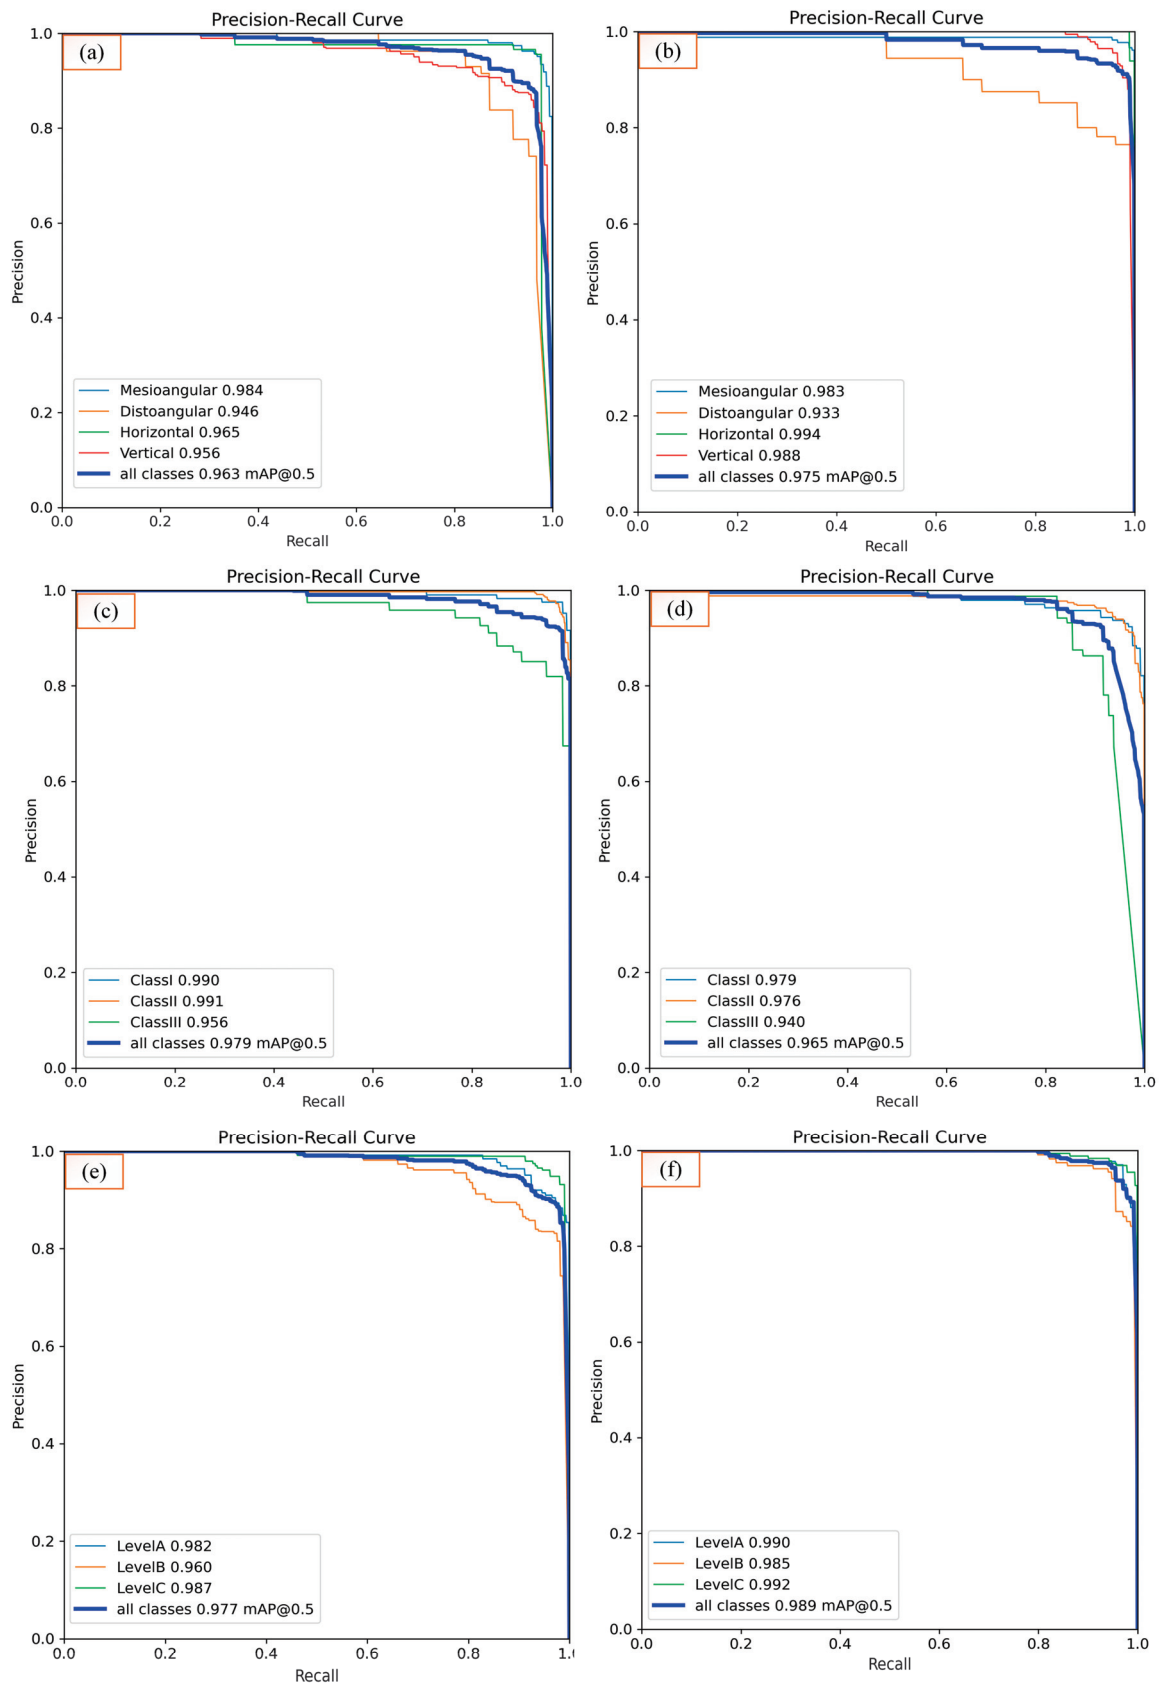 Precision-Recall Curve
(a)
1.0
0.8
0.6
0.4
0.2
0.0
Precision
Mesioangular 0.984
Distoangular 0.946
Horizontal 0.965
Vertical 0.956
all classes 0.963 mAP@0.5
0.0 0.2 0.4 0.6 0.8 1.0
Recall
Precision-Recall Curve
(b)
1.0
0.8
0.6
0.4
0.2
0.0
Precision
Mesioangular 0.983
Distoangular 0.933
Horizontal 0.994
Vertical 0.988
all classes 0.975 mAP@0.5
0.0 0.2 0.4 0.6 0.8 1.0
Recall
Precision-Recall Curve
(c)
1.0
0.8
0.6
0.4
0.2
0.0
Precision
ClassI 0.990
ClassII 0.991
ClassIII 0.956
all classes 0.979 mAP@0.5
0.0 0.2 0.4 0.6 0.8 1.0
Recall
Precision-Recall Curve
(d)
1.0
0.8
0.6
0.4
0.2
0.0
Precision
ClassI 0.979
ClassII 0.976
ClassIII 0.940
all classes 0.965 mAP@0.5
0.0 0.2 0.4 0.6 0.8 1.0
Recall
Precision-Recall Curve
(e)
1.0
0.8
0.6
0.4
0.2
0.0
Precision
LevelA 0.982
LevelB 0.960
LevelC 0.987
all classes 0.977 mAP@0.5
0.0 0.2 0.4 0.6 0.8 1.0
Recall
Precision-Recall Curve
(f)
1.0
0.8
0.6
0.4
0.2
0.0
Precision
LevelA 0.990
LevelB 0.985
LevelC 0.992
all classes 0.989 mAP@0.5
0.0 0.2 0.4 0.6 0.8 1.0
Recall